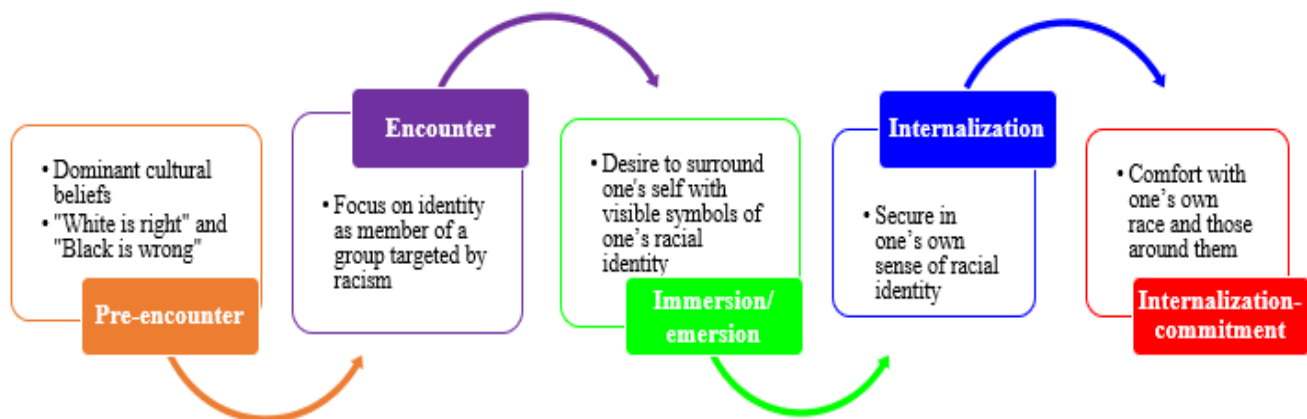 • Dominant cultural
beliefs
• "White is right" and
"Black is wrong"
Pre-encounter
Encounter
• Focus on identity
as member of a
group targeted by
racism
• Desire to surround
one's self with
visible symbols of
one’s racial
identity
Immersion/
emersion
Internalization
• Secure in
one’s own
sense of racial
identity
• Comfort with
one’s own
race and those
around them
Internalization-
commitment